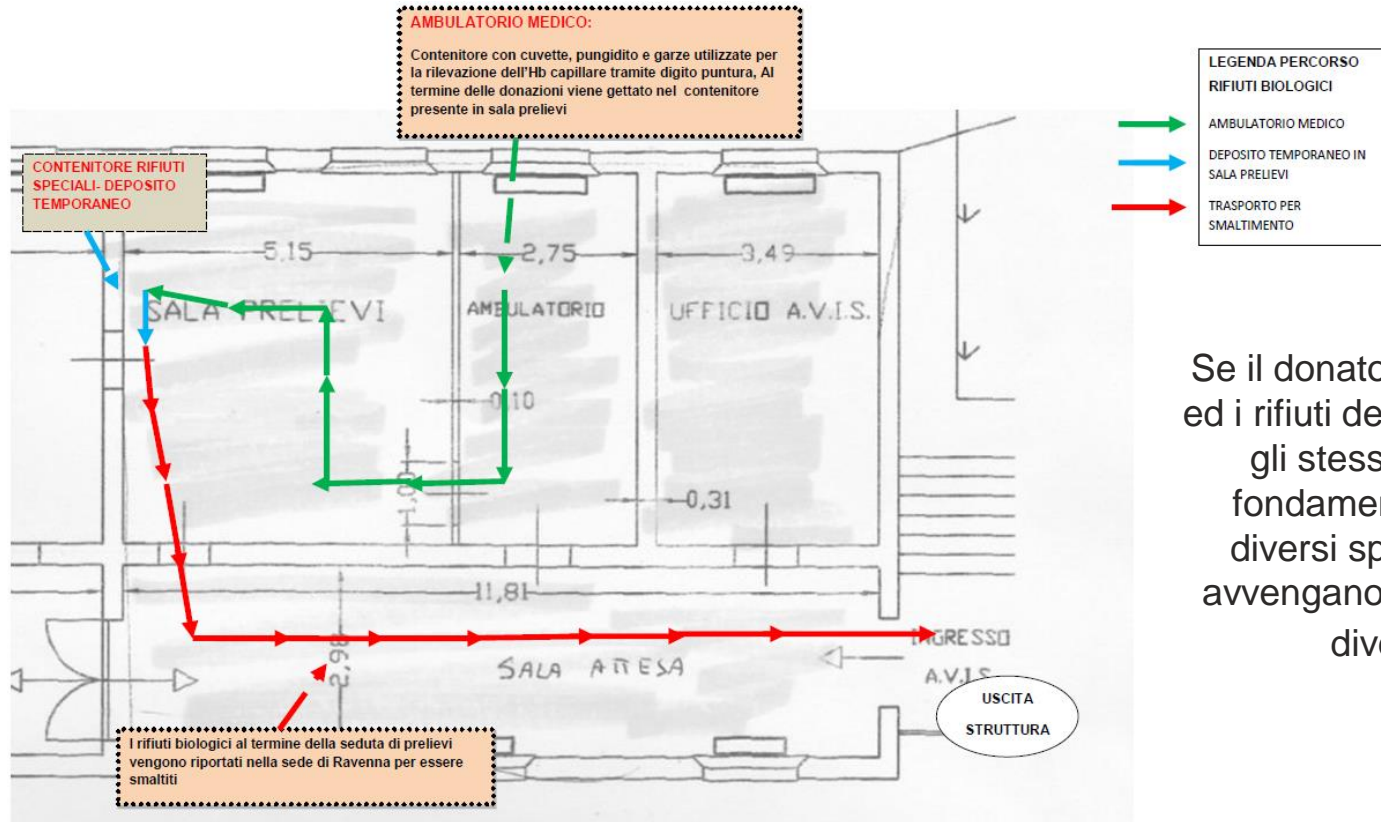 AMBULATORIO MEDICO:
Contenitore con cuvette, pungidito e garze utilizzate per
la rilevazione dell'Hb capillare tramite digito puntura, Al
termine delle donazioni viene gettato nel contenitore
presente in sala prelievi
LEGENDA PERCORSO
RIFIUTI BIOLOGICI
AMBULATORIO MEDICO
DEPOSITO TEMPORANEO IN
SALA PRELIEVI
TRASPORTO PER
SMALTIMENTO
CONTENITORE RIFIUTI
SPECIALI- DEPOSITO
TEMPORANEO
5,15
2,75
3,49
SALA PRELIEVI
AMBULATORIO
UFFICIO A.V.I.S.
0,10
1,00
0,31
Se il donato
ed i rifiuti de
gli stess
fondamen
diversi sp
avvengano
dive
11,81
2,98
SALA ATTESA
INGRESSO
A.V.I.S.
USCITA
STRUTTURA
I rifiuti biologici al termine della seduta di prelievi
vengono riportati nella sede di Ravenna per essere
smaltiti